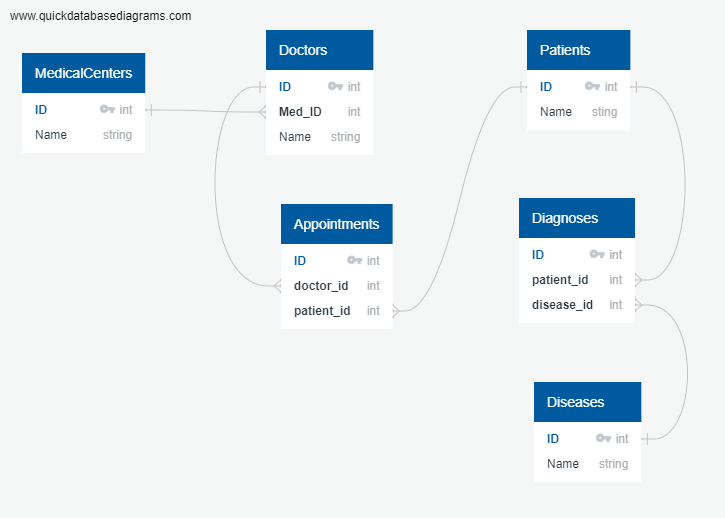 www.quickdatabasediagrams.com
MedicalCenters
ID int
Name string
Doctors
ID int
Med_ID int
Name string
Patients
ID int
Name sting
Appointments
ID int
doctor_id int
patient_id int
Diagnoses
ID int
patient_id int
disease_id int
Diseases
ID int
Name string